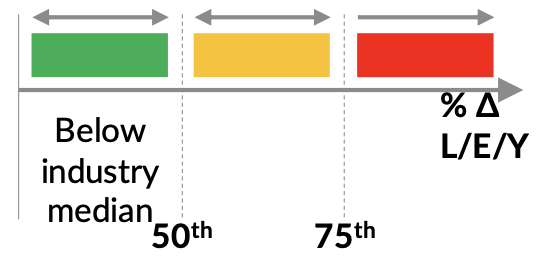 % Δ
L/E/Y
Below
industry
median
50th
75th